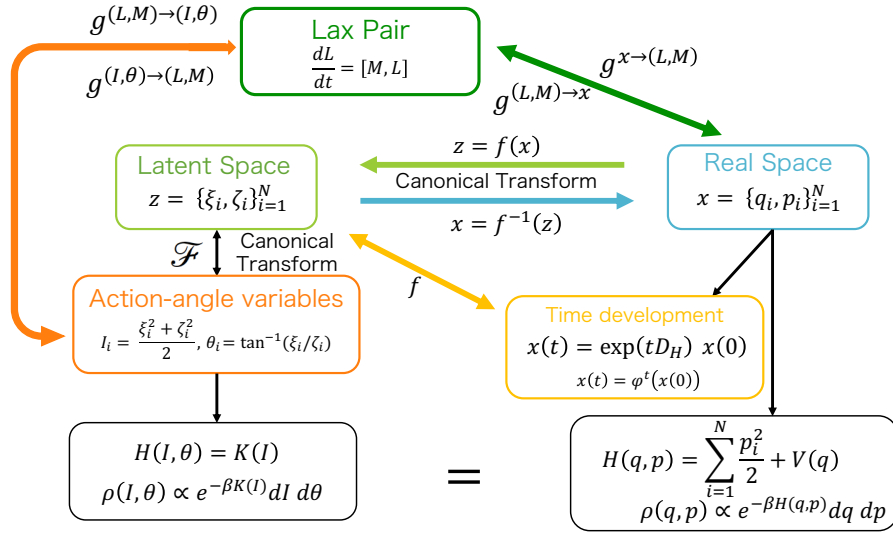 g^{(L,M)→(I,θ)}
g^{(I,θ)→(L,M)}
Lax Pair
dL/dt = [M, L]
g^{x→(L,M)}
g^{(L,M)→x}
Latent Space
z = {ξ_i, ζ_i}_{i=1}^N
z = f(x)
Canonical Transform
x = f^{-1}(z)
Real Space
x = {q_i, p_i}_{i=1}^N
ℱ
Canonical
Transform
f
Action-angle variables
I_i = (ξ_i^2 + ζ_i^2)/2, θ_i = tan^{-1}(ξ_i/ζ_i)
Time development
x(t) = exp(tD_H) x(0)
x(t) = φ^t(x(0))
H(I, θ) = K(I)
ρ(I, θ) ∝ e^{-βK(I)} dI dθ
=
H(q, p) = ∑_{i=1}^N p_i^2/2 + V(q)
ρ(q, p) ∝ e^{-βH(q,p)} dq dp